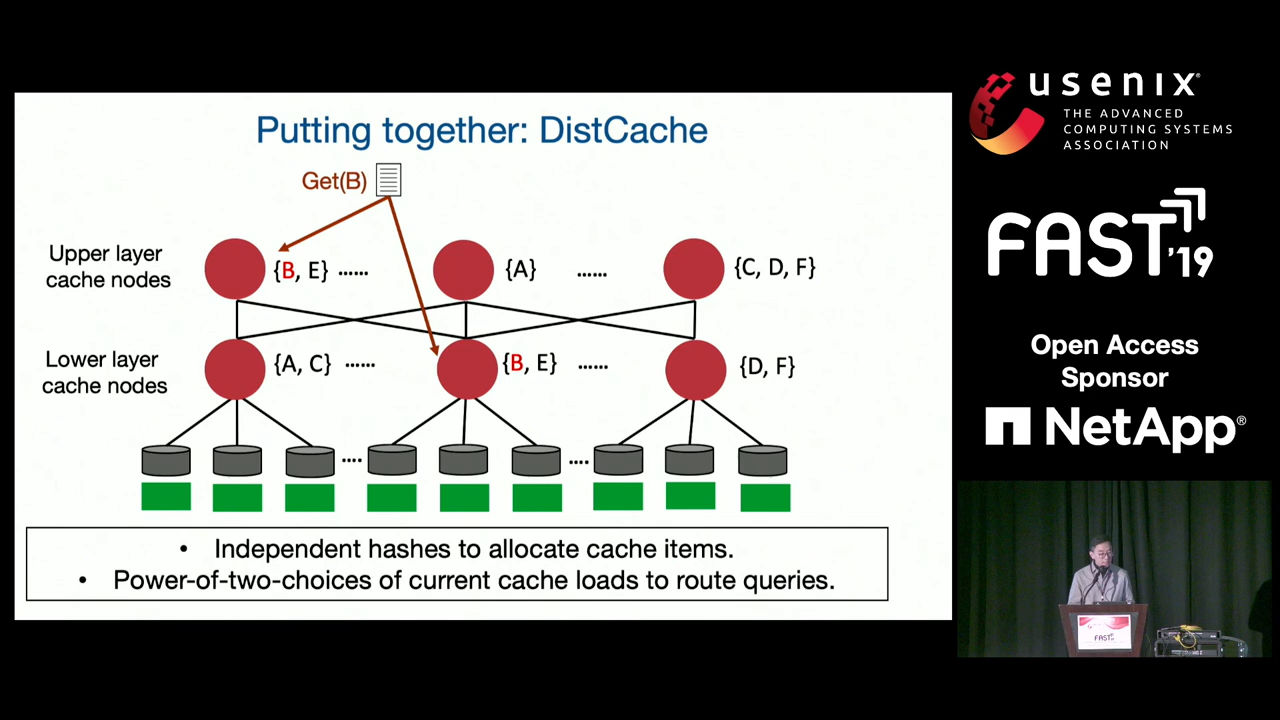 Putting together: DistCache
Get(B)
Upper layer
cache nodes
{B, E} ......
{A}
......
{C, D, F}
Lower layer
cache nodes
{A, C} ......
{B, E} ......
{D, F}
....
....
• Independent hashes to allocate cache items.
• Power-of-two-choices of current cache loads to route queries.
usenix®
THE ADVANCED
COMPUTING SYSTEMS
ASSOCIATION
FAST '19
Open Access
Sponsor
NetApp®
FAST